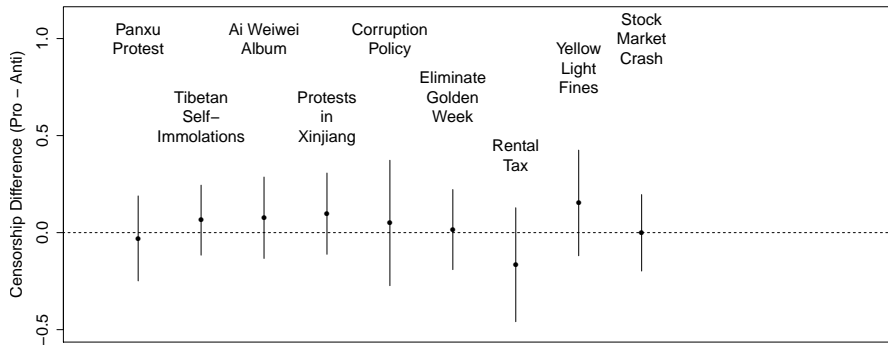 Censorship Difference (Pro − Anti)
1.0
0.5
0.0
−0.5
Panxu
Protest
Tibetan
Self−
Immolations
Ai Weiwei
Album
Protests
in
Xinjiang
Corruption
Policy
Eliminate
Golden
Week
Rental
Tax
Yellow
Light
Fines
Stock
Market
Crash